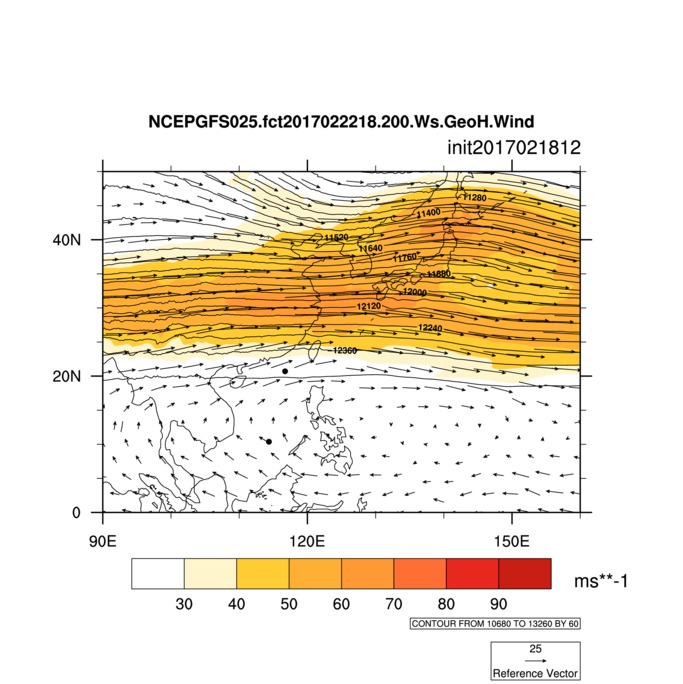 NCEPGFS025.fct2017022218.200.Ws.GeoH.Wind
init2017021812
11280
11400
11520
11640
11760
11880
12000
12120
12240
12360
40N
20N
0
90E 120E 150E
30 40 50 60 70 80 90
ms**-1
CONTOUR FROM 10680 TO 13260 BY 60
25
Reference Vector